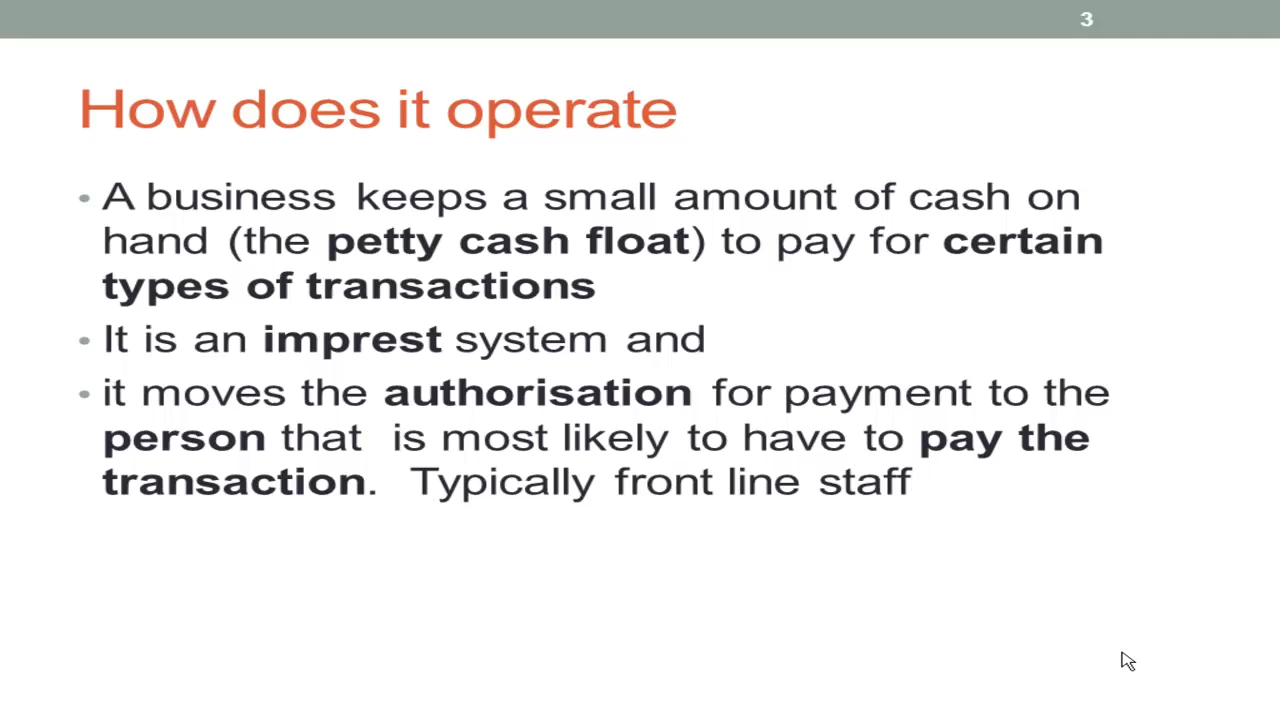 3
How does it operate
• A business keeps a small amount of cash on
hand (the petty cash float) to pay for certain
types of transactions
• It is an imprest system and
• it moves the authorisation for payment to the
person that is most likely to have to pay the
transaction. Typically front line staff